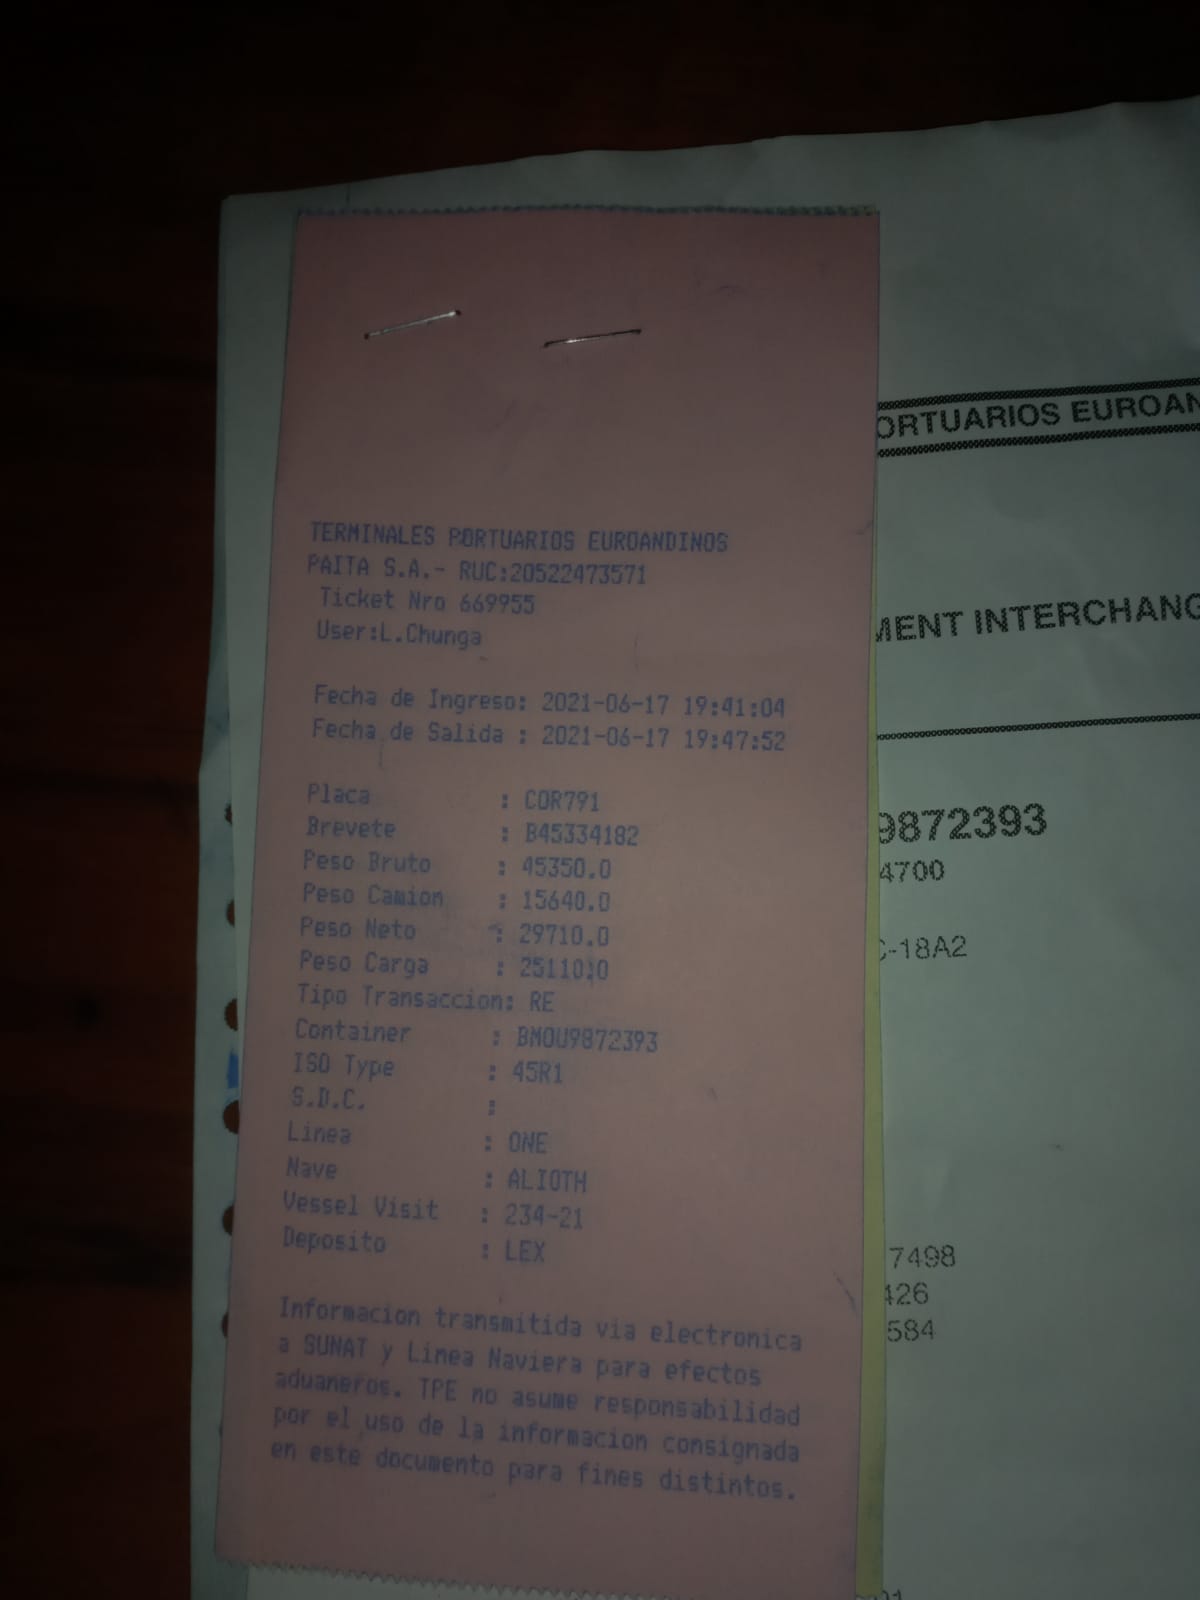 TERMINALES PORTUARIOS EUROANDINOS
PAITA S.A.- RUC:20522473571
Ticket Nro 669955
User:L.Chunga
Fecha de Ingreso: 2021-06-17 19:41:04
Fecha de Salida : 2021-06-17 19:47:52
Placa : COR791
Brevete : B45334182
Peso Bruto : 45350.0
Peso Camion : 15640.0
Peso Neto : 29710.0
Peso Carga : 25110.0
Tipo Transaccion: RE
Container : BMOU9872393
ISO Type : 45R1
S.D.C. :
Linea : ONE
Nave : ALIOTH
Vessel Visit : 234-21
Deposito : LEX
Informacion transmitida via electronica
a SUNAT y Linea Naviera para efectos
aduaneros. TPE no asume responsabilidad
por el uso de la informacion consignada
en este documento para fines distintos.
ORTUARIOS EUROAN
MENT INTERCHANG
9872393
4700
-18A2
7498
426
584